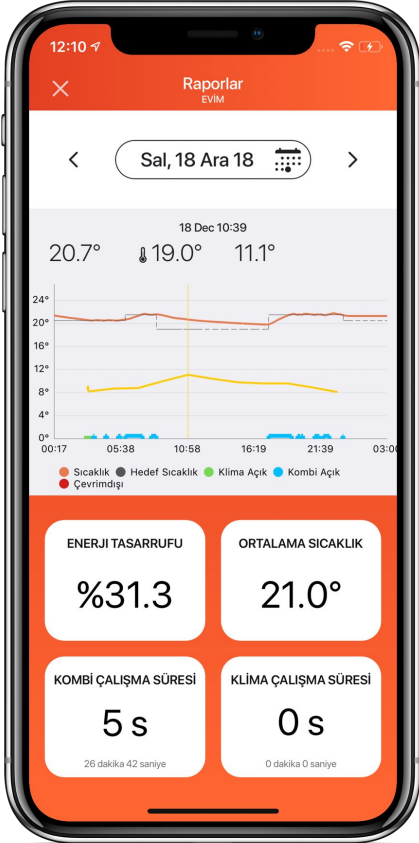 12:10
Raporlar
EVİM
Sal, 18 Ara 18
18 Dec 10:39
20.7° 19.0° 11.1°
24°
20°
16°
12°
8°
4°
0°
00:17 05:38 10:58 16:19 21:39 03:00
Sıcaklık Hedef Sıcaklık Klima Açık Kombi Açık
Çevrimdışı
ENERJI TASARRUFU ORTALAMA SICAKLIK
%31.3 21.0°
KOMBİ ÇALIŞMA SÜRESİ KLİMA ÇALIŞMA SÜRESİ
5 s 0 s
26 dakika 42 saniye 0 dakika 0 saniye